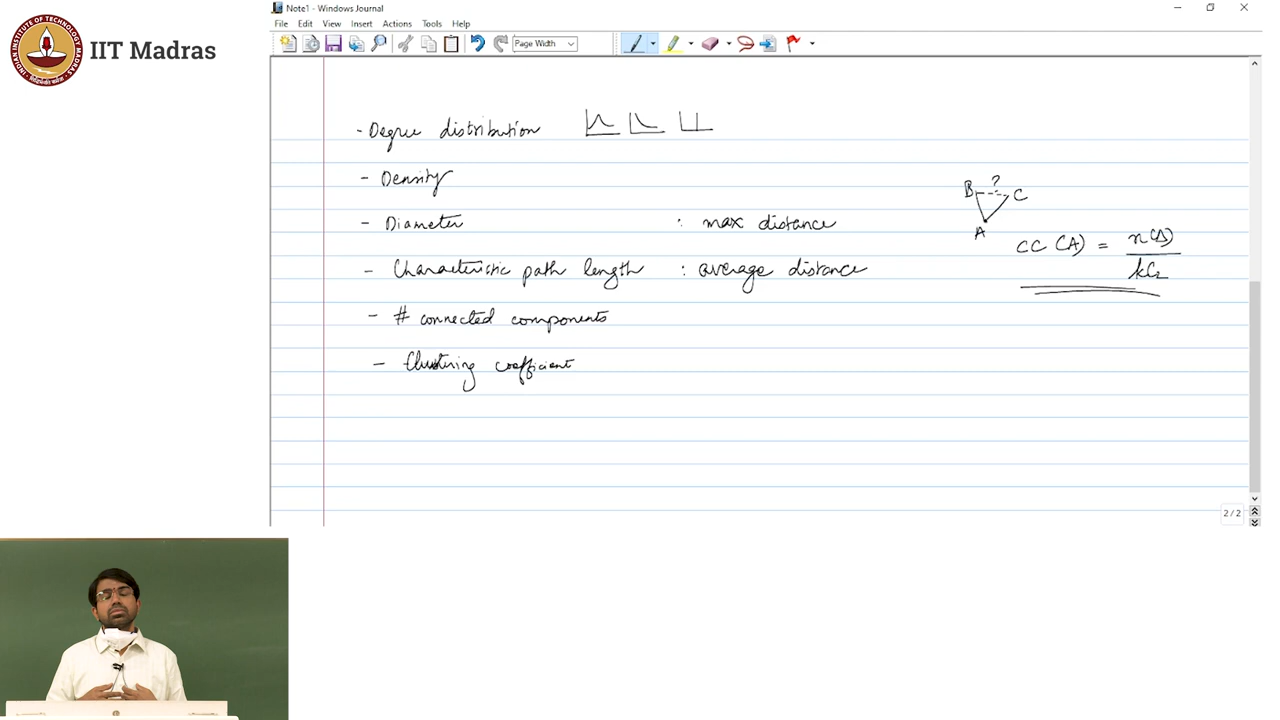 IIT Madras
Note1 - Windows Journal
File Edit View Insert Actions Tools Help
Page Width
- Degree distribution
- Density
- Diameter : max distance
- Characteristic path length : average distance
- # connected components
- Clustering coefficient
B ? C
A
CC (A) = n(Δ)
kC2
2 / 2